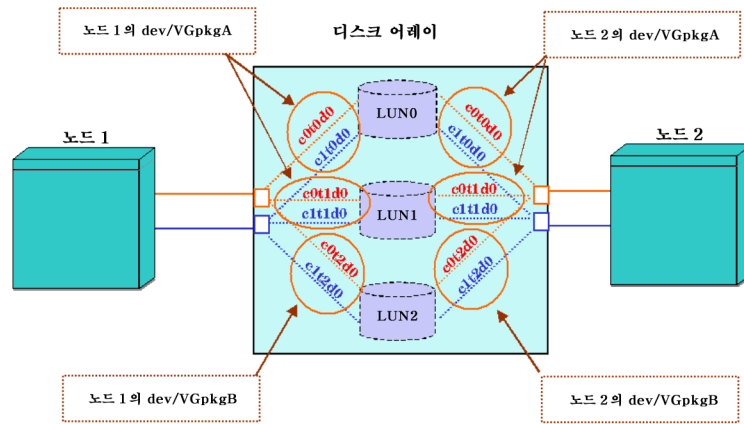 노드 1의 dev/VGpkgA
디스크 어레이
노드 2의 dev/VGpkgA
노드 1
노드 2
LUN0
c0t0d0
c1t0d0
c0t0d0
c1t0d0
LUN1
c0t1d0
c1t1d0
c0t1d0
c1t1d0
LUN2
c0t2d0
c1t2d0
c0t2d0
c1t2d0
노드 1의 dev/VGpkgB
노드 2의 dev/VGpkgB